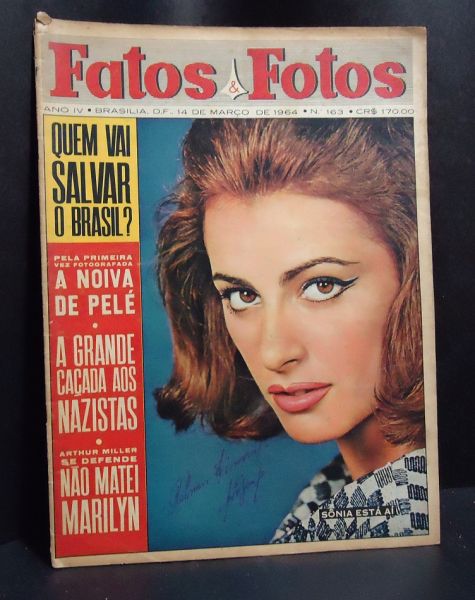 Fatos & Fotos
ANO IV • BRASILIA, D.F., 14 DE MARÇO DE 1964 • N.º 163 • CR$ 170,00
QUEM VAI
SALVAR
O BRASIL?
PELA PRIMEIRA
VEZ FOTOGRAFADA
A NOIVA
DE PELÉ
•
A GRANDE
CAÇADA AOS
NAZISTAS
•
ARTHUR MILLER
SE DEFENDE
NÃO MATEI
MARILYN
SÔNIA ESTÁ AÍ